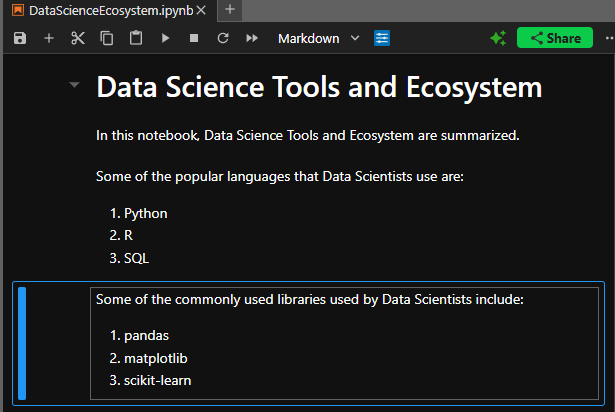 DataScienceEcosystem.ipynb
Markdown
Share
Data Science Tools and Ecosystem
In this notebook, Data Science Tools and Ecosystem are summarized.
Some of the popular languages that Data Scientists use are:
1. Python
2. R
3. SQL
Some of the commonly used libraries used by Data Scientists include:
1. pandas
2. matplotlib
3. scikit-learn